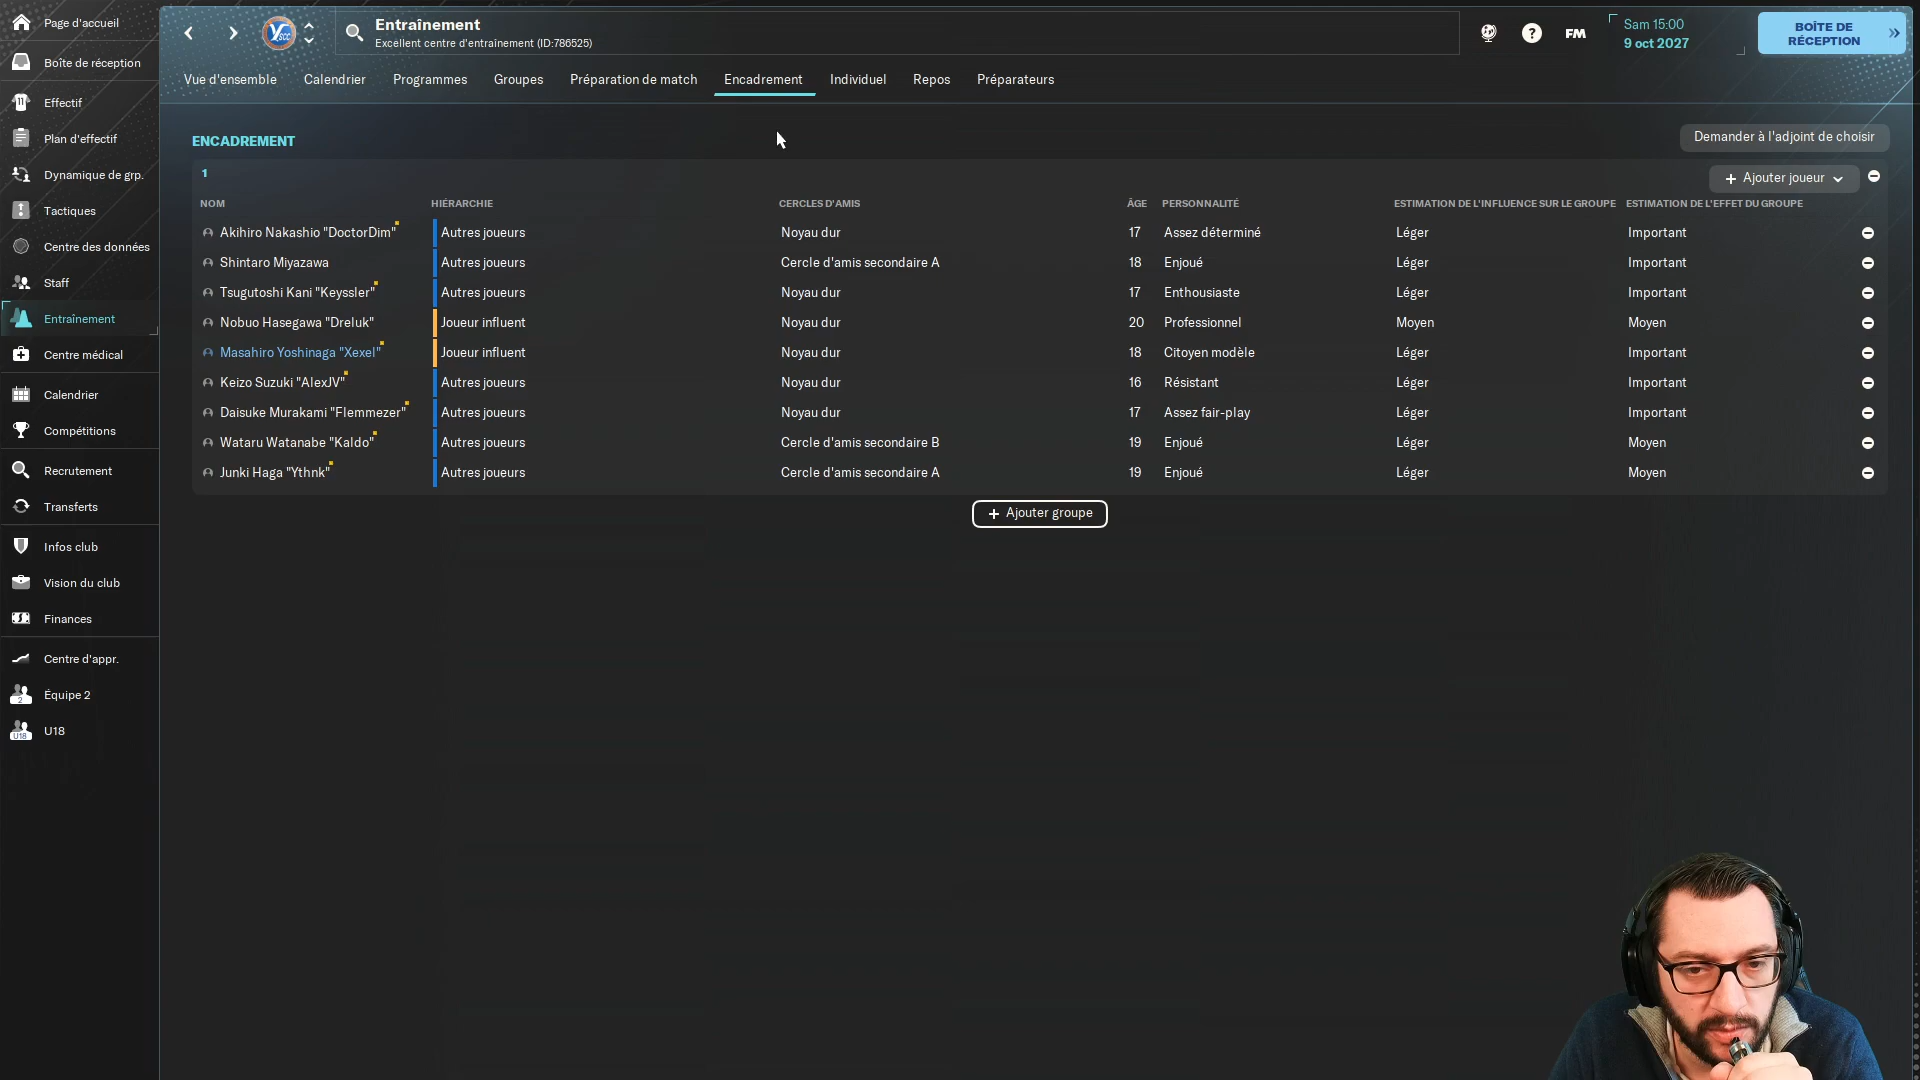 Page d'accueil
Boîte de réception
Effectif
Plan d'effectif
Dynamique de grp.
Tactiques
Centre des données
Staff
Entraînement
Centre médical
Calendrier
Compétitions
Recrutement
Transferts
Infos club
Vision du club
Finances
Centre d'appr.
Équipe 2
U18
Entraînement
Excellent centre d'entraînement (ID:786525)
FM
Sam 15:00
9 oct 2027
BOÎTE DE
RÉCEPTION
Vue d'ensemble Calendrier Programmes Groupes Préparation de match Encadrement Individuel Repos Préparateurs
ENCADREMENT
Demander à l'adjoint de choisir
1
+ Ajouter joueur
NOM HIÉRARCHIE CERCLES D'AMIS ÂGE PERSONNALITÉ ESTIMATION DE L'INFLUENCE SUR LE GROUPE ESTIMATION DE L'EFFET DU GROUPE
Akihiro Nakashio "DoctorDim" Autres joueurs Noyau dur 17 Assez déterminé Léger Important
Shintaro Miyazawa Autres joueurs Cercle d'amis secondaire A 18 Enjoué Léger Important
Tsugutoshi Kani "Keyssler" Autres joueurs Noyau dur 17 Enthousiaste Léger Important
Nobuo Hasegawa "Dreluk" Joueur influent Noyau dur 20 Professionnel Moyen Moyen
Masahiro Yoshinaga "Xexel" Joueur influent Noyau dur 18 Citoyen modèle Léger Important
Keizo Suzuki "AlexJV" Autres joueurs Noyau dur 16 Résistant Léger Important
Daisuke Murakami "Flemmezer" Autres joueurs Noyau dur 17 Assez fair-play Léger Important
Wataru Watanabe "Kaldo" Autres joueurs Cercle d'amis secondaire B 19 Enjoué Léger Moyen
Junki Haga "Ythnk" Autres joueurs Cercle d'amis secondaire A 19 Enjoué Léger Moyen
+ Ajouter groupe